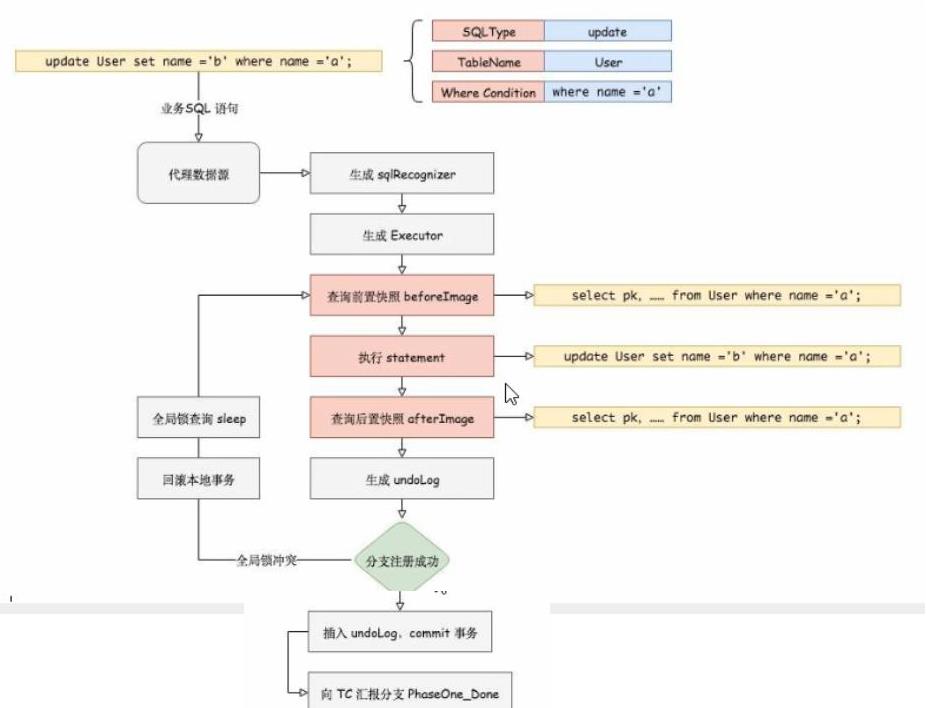 SQLType update
update User set name ='b' where name ='a';
TableName User
Where Condition where name ='a'
业务SQL 语句
代理数据源
生成 sqlRecognizer
生成 Executor
查询前置快照 beforeImage
select pk, …… from User where name ='a';
执行 statement
update User set name ='b' where name ='a';
全局锁查询 sleep
查询后置快照 afterImage
select pk, …… from User where name ='a';
回滚本地事务
生成 undoLog
全局锁冲突
分支注册成功
插入 undoLog, commit 事务
向 TC 汇报分支 PhaseOne_Done